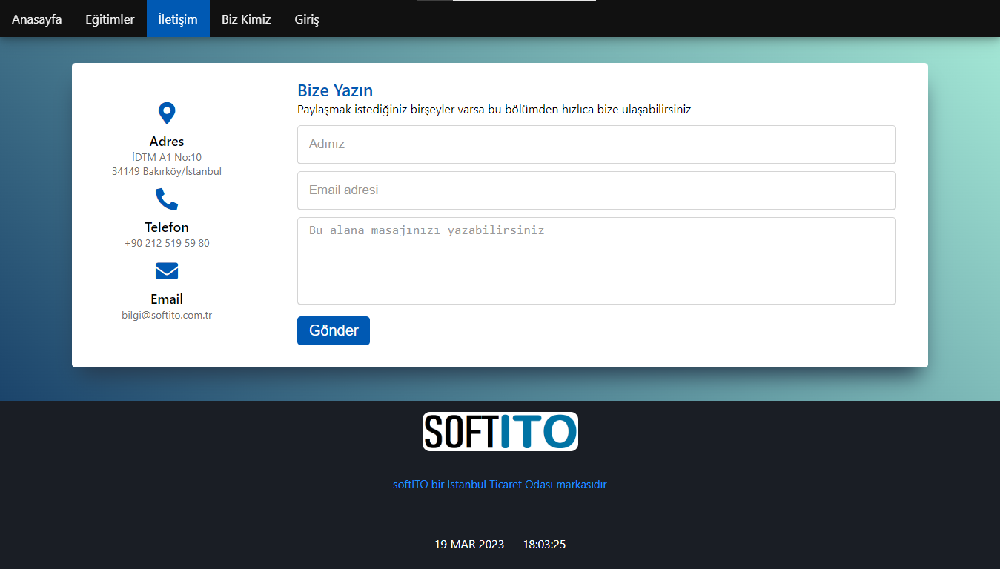 Anasayfa Eğitimler İletişim Biz Kimiz Giriş
Adres
İDTM A1 No:10
34149 Bakırköy/İstanbul
Telefon
+90 212 519 59 80
Email
bilgi@softito.com.tr
Bize Yazın
Paylaşmak istediğiniz birşeyler varsa bu bölümden hızlıca bize ulaşabilirsiniz
Adınız
Email adresi
Bu alana masajınızı yazabilirsiniz
Gönder
SOFTITO
softITO bir İstanbul Ticaret Odası markasıdır
19 MAR 2023 18:03:25